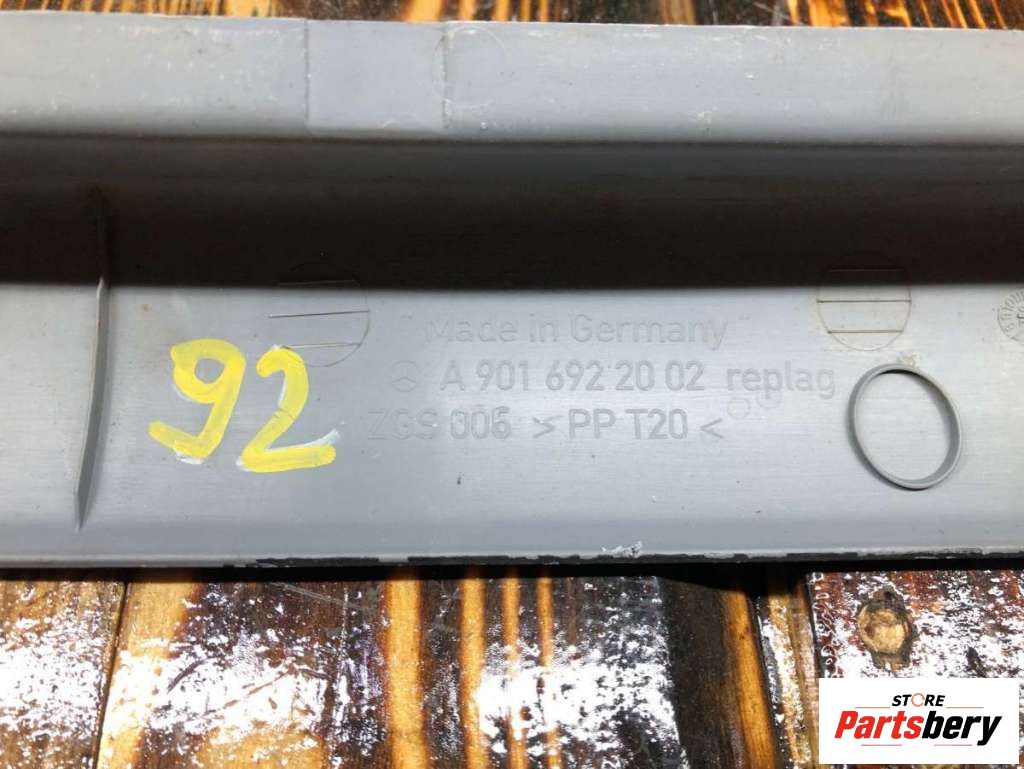 Made in Germany
A 901 692 20 02 replag
ZGS 006 > PP T20 <
92
STORE
Partsbery